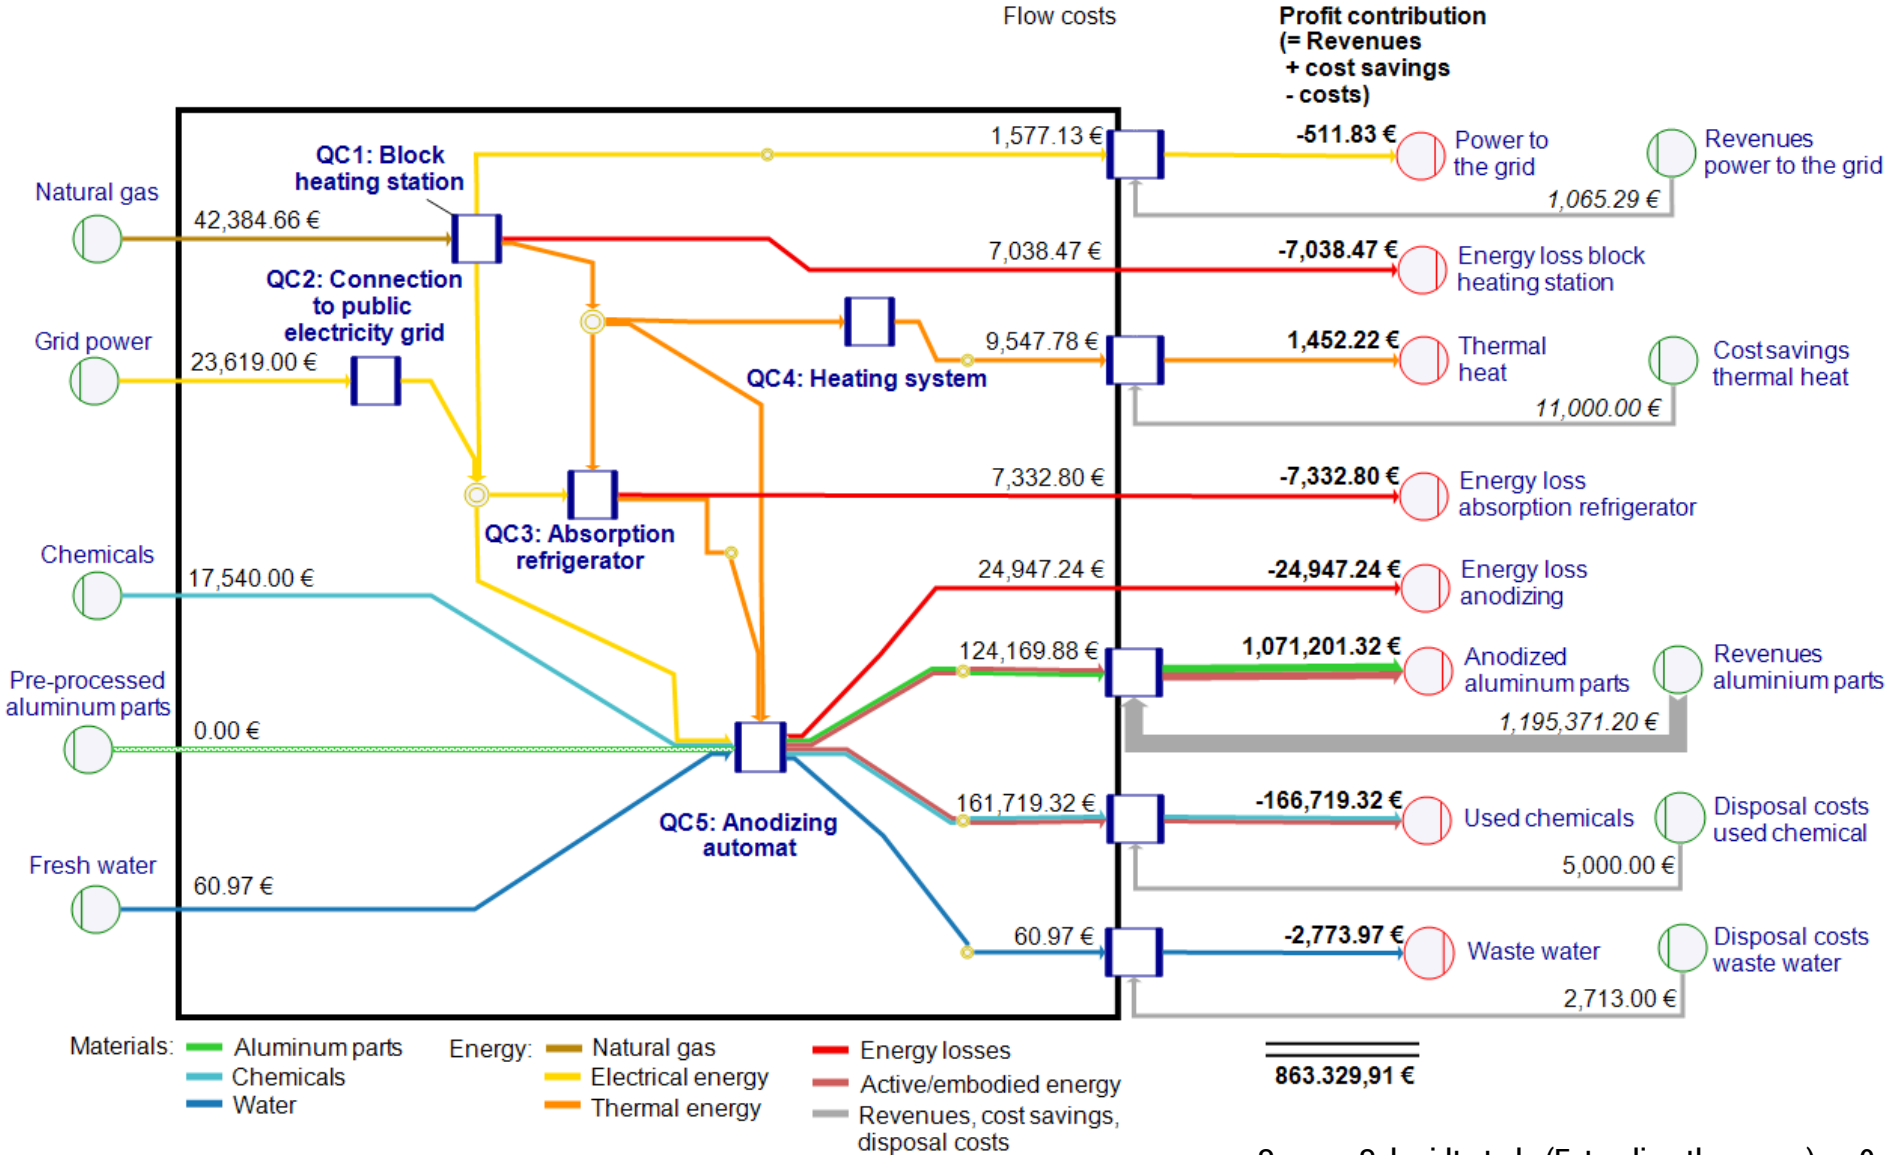 Flow costs
Profit contribution
(= Revenues
+ cost savings
- costs)
1,577.13 €
-511.83 €
Power to
the grid
Revenues
power to the grid
1,065.29 €
QC1: Block
heating station
Natural gas
42,384.66 €
7,038.47 €
-7,038.47 €
Energy loss block
heating station
QC2: Connection
to public
electricity grid
Grid power
23,619.00 €
9,547.78 €
1,452.22 €
Thermal
heat
Cost savings
thermal heat
11,000.00 €
QC4: Heating system
7,332.80 €
-7,332.80 €
Energy loss
absorption refrigerator
QC3: Absorption
refrigerator
Chemicals
17,540.00 €
24,947.24 €
-24,947.24 €
Energy loss
anodizing
124,169.88 €
1,071,201.32 €
Anodized
aluminum parts
Revenues
aluminium parts
1,195,371.20 €
Pre-processed
aluminum parts
0.00 €
QC5: Anodizing
automat
161,719.32 €
-166,719.32 €
Used chemicals
Disposal costs
used chemical
5,000.00 €
Fresh water
60.97 €
60.97 €
-2,773.97 €
Waste water
Disposal costs
waste water
2,713.00 €
Materials:
Aluminum parts
Chemicals
Water
Energy:
Natural gas
Electrical energy
Thermal energy
Energy losses
Active/embodied energy
Revenues, cost savings,
disposal costs
863.329,91 €